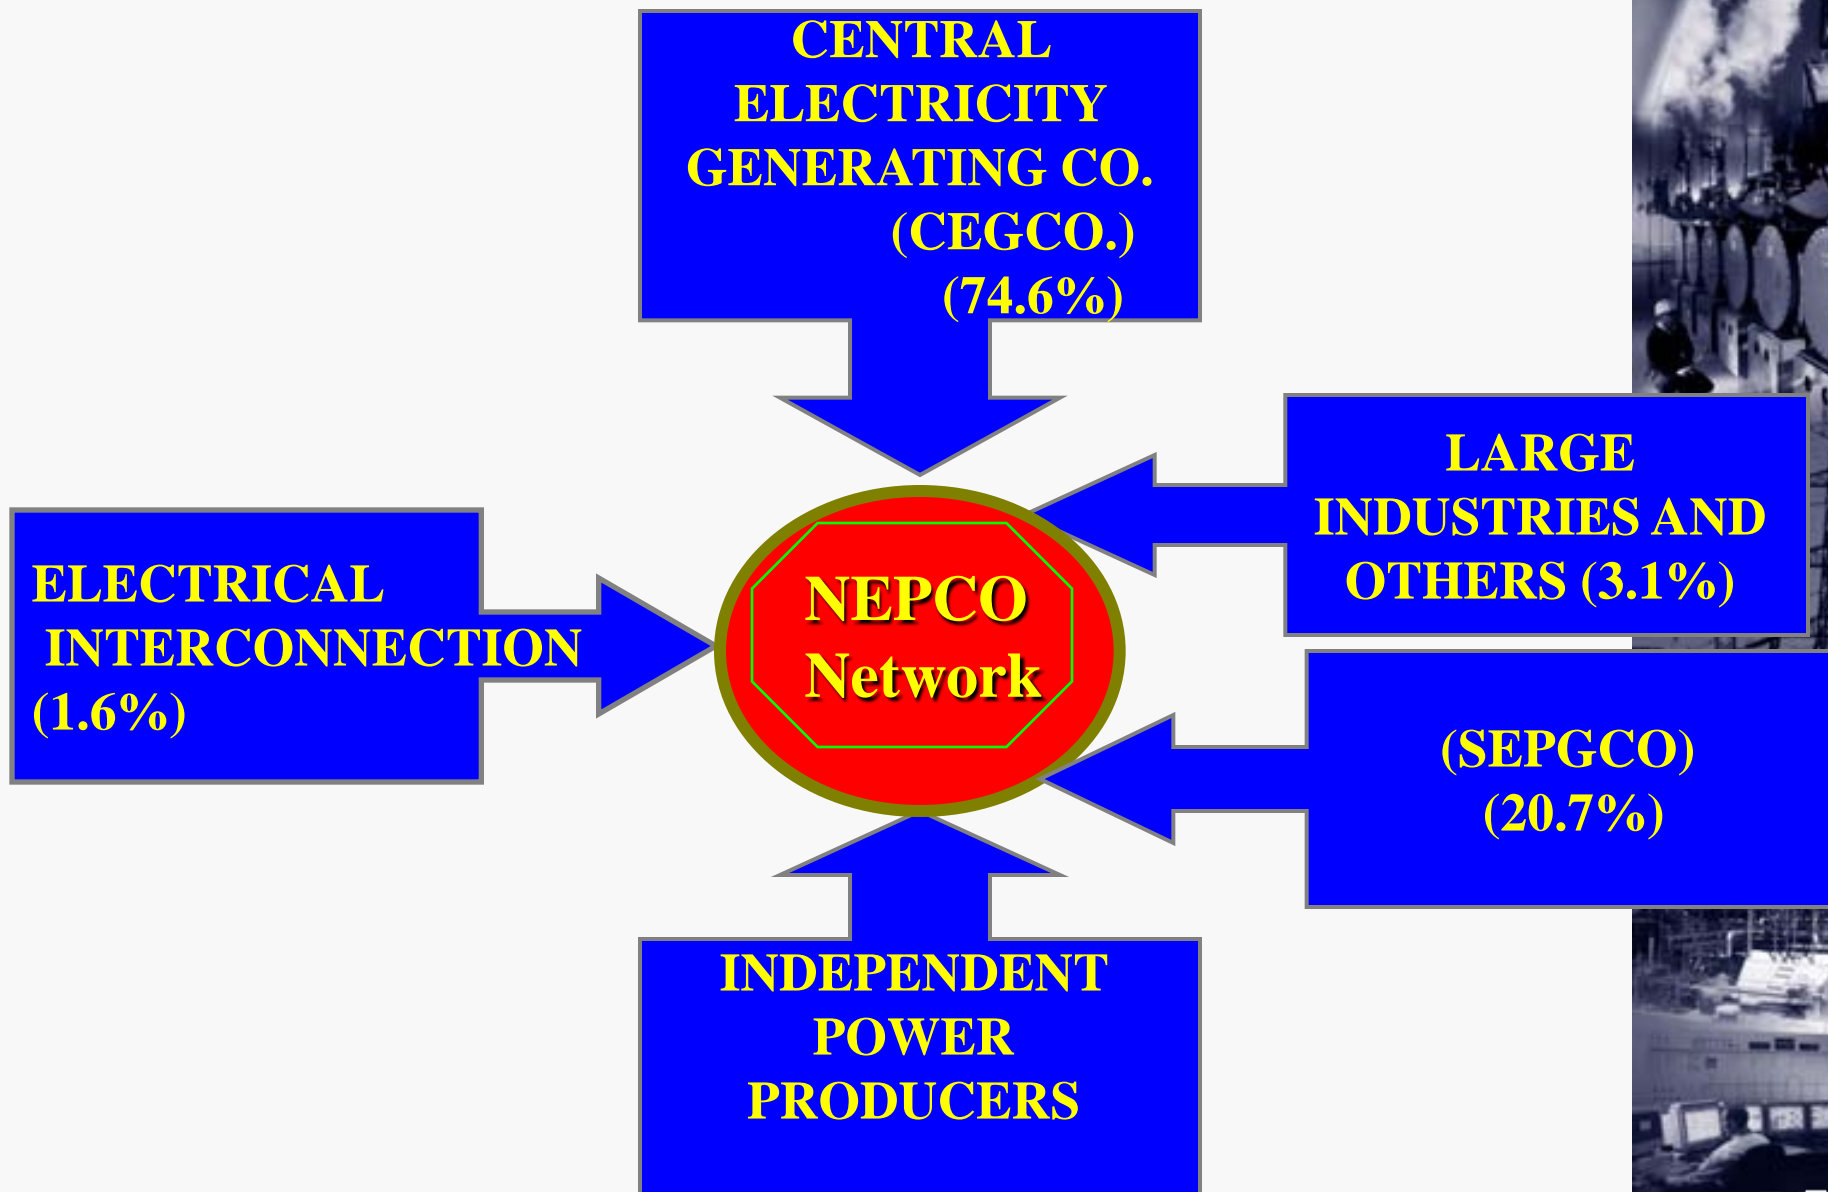 CENTRAL
ELECTRICITY
GENERATING CO.
(CEGCO.)
(74.6%)
LARGE
INDUSTRIES AND
OTHERS (3.1%)
ELECTRICAL
INTERCONNECTION
(1.6%)
NEPCO
Network
(SEPGCO)
(20.7%)
INDEPENDENT
POWER
PRODUCERS